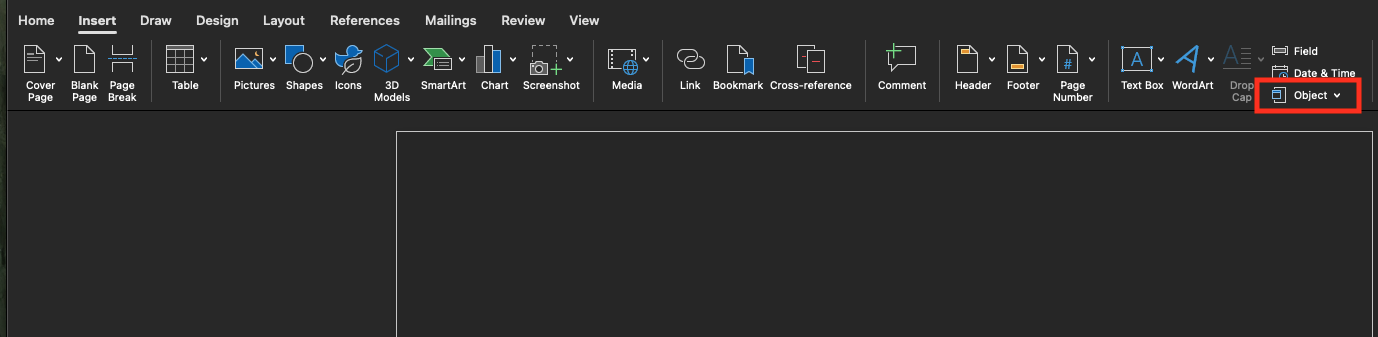 Home Insert Draw Design Layout References Mailings Review View
Cover Page
Blank Page
Page Break
Table
Pictures
Shapes
Icons
3D Models
SmartArt
Chart
Screenshot
Media
Link
Bookmark
Cross-reference
Comment
Header
Footer
Page Number
Text Box
A
WordArt
Drop Cap
Field
Date & Time
Object